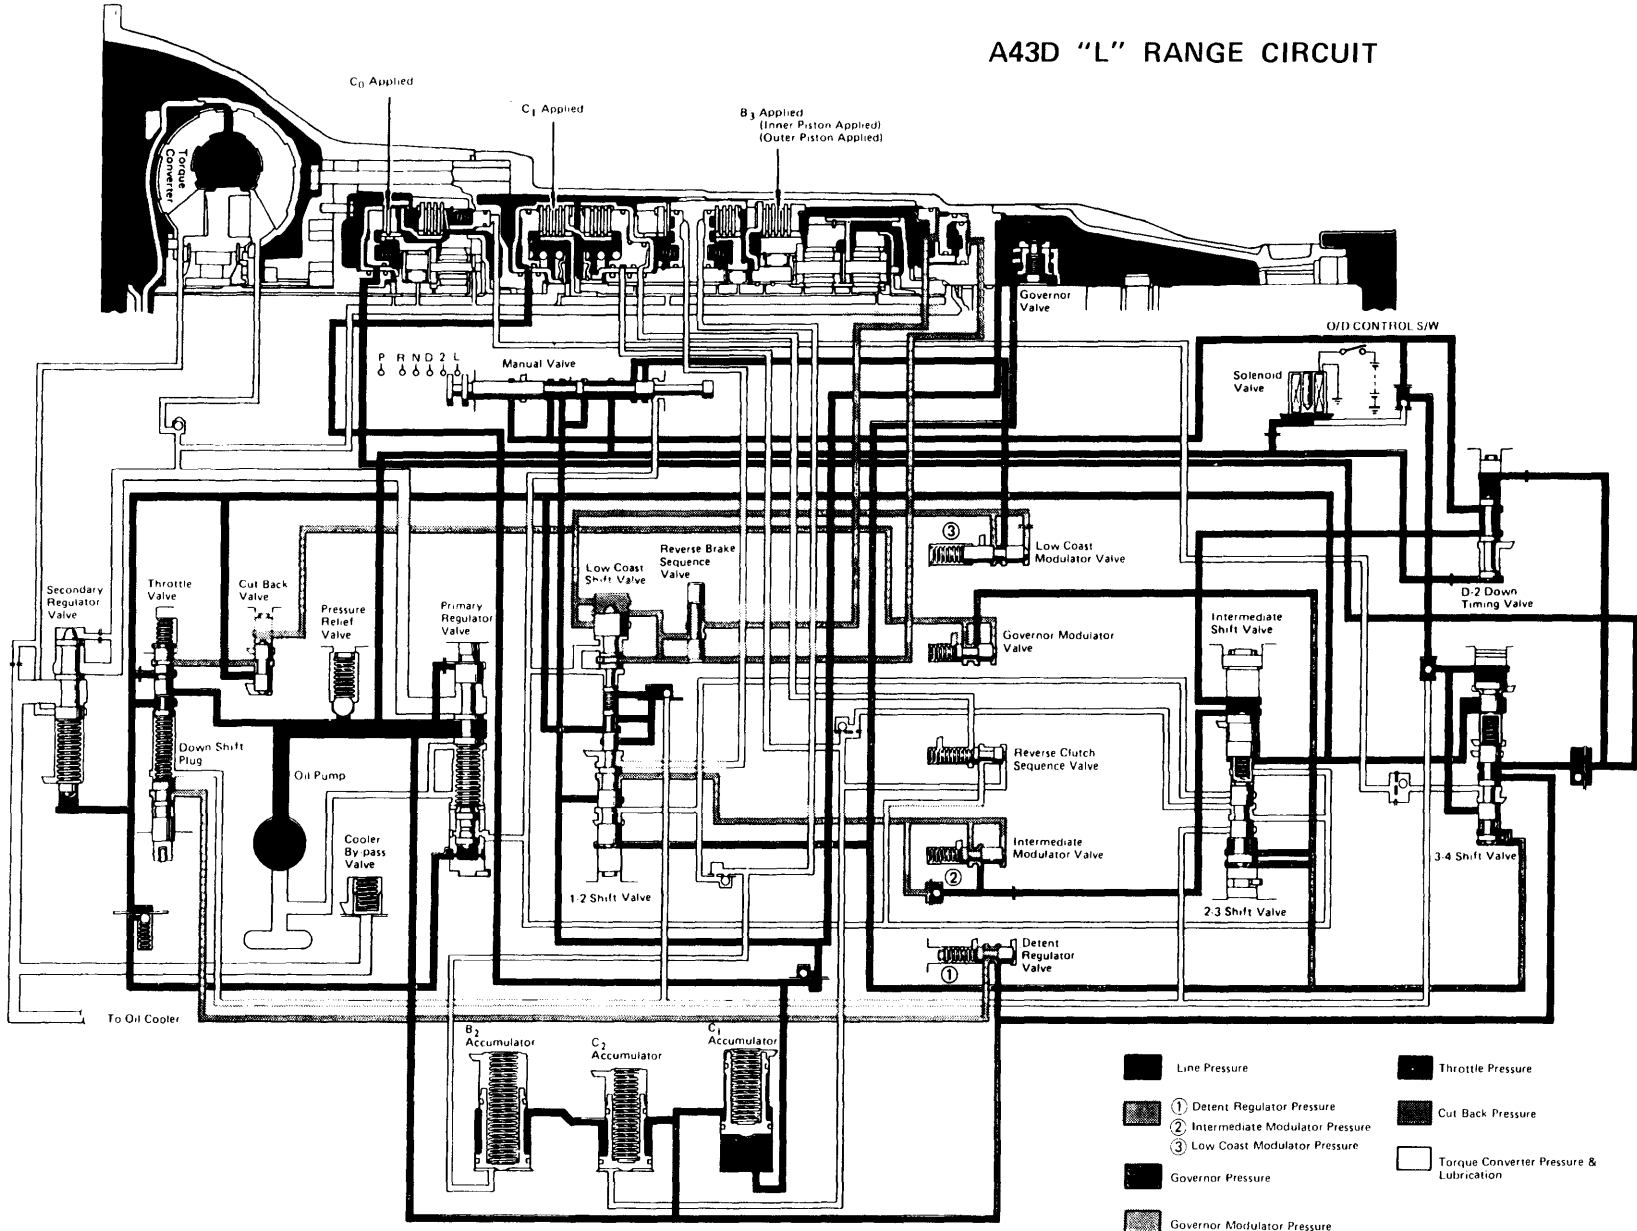 A43D "L" RANGE CIRCUIT
C0 Applied
C1 Applied
B3 Applied
(Inner Piston Applied)
(Outer Piston Applied)
Torque
Converter
Governor
Valve
O/D CONTROL S/W
P R N D 2 L
Manual Valve
Solenoid
Valve
③
Low Coast
Modulator Valve
Reverse Brake
Sequence
Valve
Low Coast
Shift Valve
Secondary
Regulator
Valve
Throttle
Valve
Cut Back
Valve
Pressure
Relief
Valve
Primary
Regulator
Valve
D-2 Down
Timing Valve
Intermediate
Shift Valve
Governor Modulator
Valve
Down Shift
Plug
Oil Pump
Reverse Clutch
Sequence Valve
Cooler
By-pass
Valve
Intermediate
Modulator Valve
②
1-2 Shift Valve
2-3 Shift Valve
3-4 Shift Valve
Detent
Regulator
Valve
①
To Oil Cooler
B2
Accumulator
C2
Accumulator
C1
Accumulator
Line Pressure
① Detent Regulator Pressure
② Intermediate Modulator Pressure
③ Low Coast Modulator Pressure
Governor Pressure
Governor Modulator Pressure
Throttle Pressure
Cut Back Pressure
Torque Converter Pressure &
Lubrication